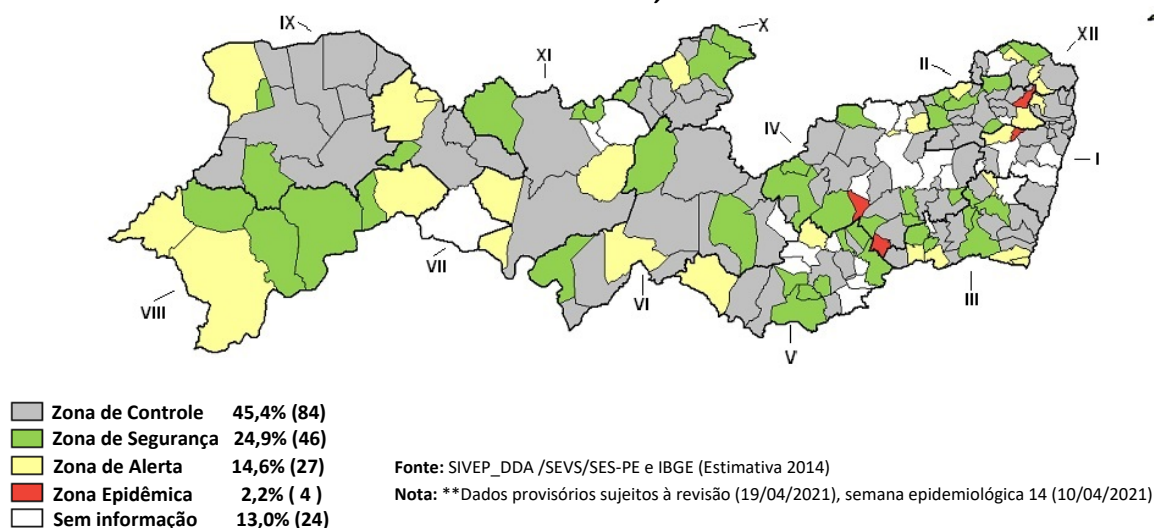 IX
X
XI
XII
II
IV
I
VII
VIII
VI
III
V
Zona de Controle 45,4% (84)
Zona de Segurança 24,9% (46)
Zona de Alerta 14,6% (27)
Zona Epidêmica 2,2% ( 4 )
Sem informação 13,0% (24)
Fonte: SIVEP_DDA /SEVS/SES-PE e IBGE (Estimativa 2014)
Nota: **Dados provisórios sujeitos à revisão (19/04/2021), semana epidemiológica 14 (10/04/2021)